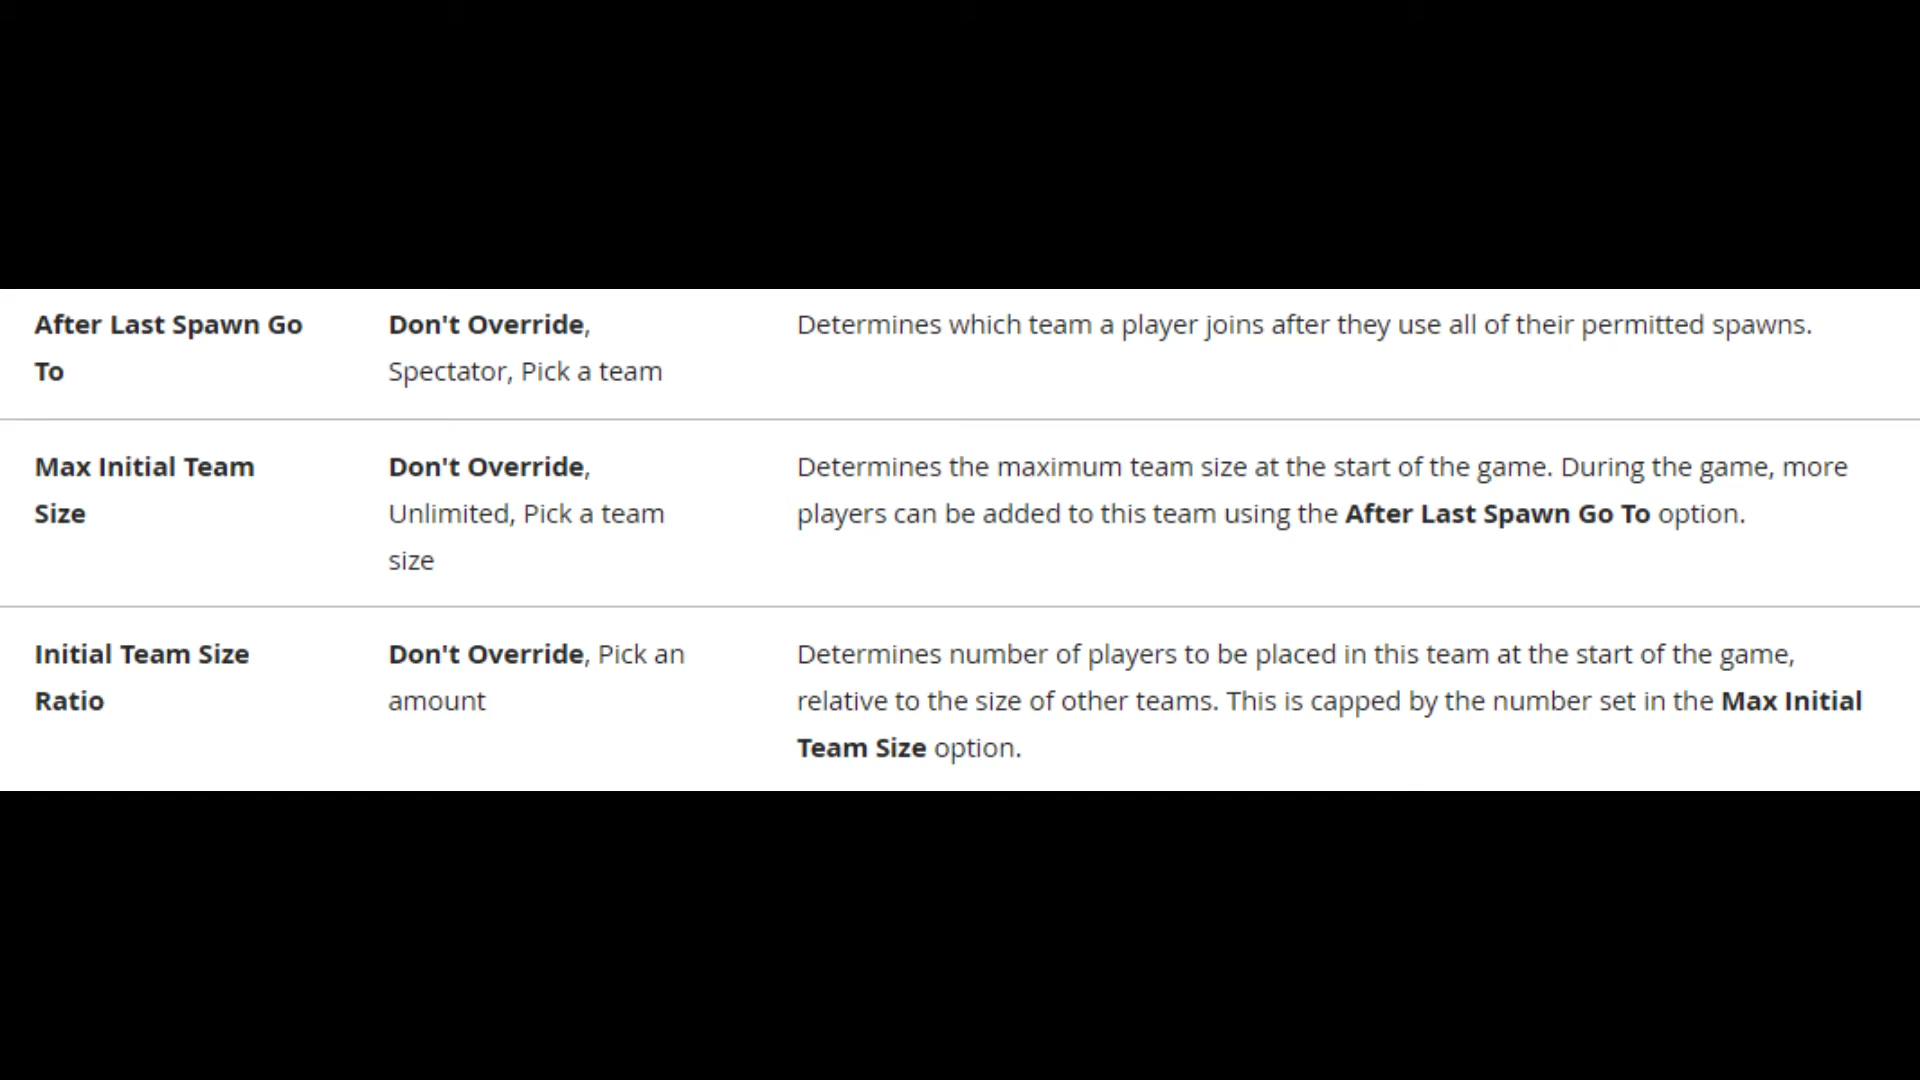 After Last Spawn Go
To
Don't Override,
Spectator, Pick a team
Determines which team a player joins after they use all of their permitted spawns.
Max Initial Team
Size
Don't Override,
Unlimited, Pick a team
size
Determines the maximum team size at the start of the game. During the game, more
players can be added to this team using the After Last Spawn Go To option.
Initial Team Size
Ratio
Don't Override, Pick an
amount
Determines number of players to be placed in this team at the start of the game,
relative to the size of other teams. This is capped by the number set in the Max Initial
Team Size option.